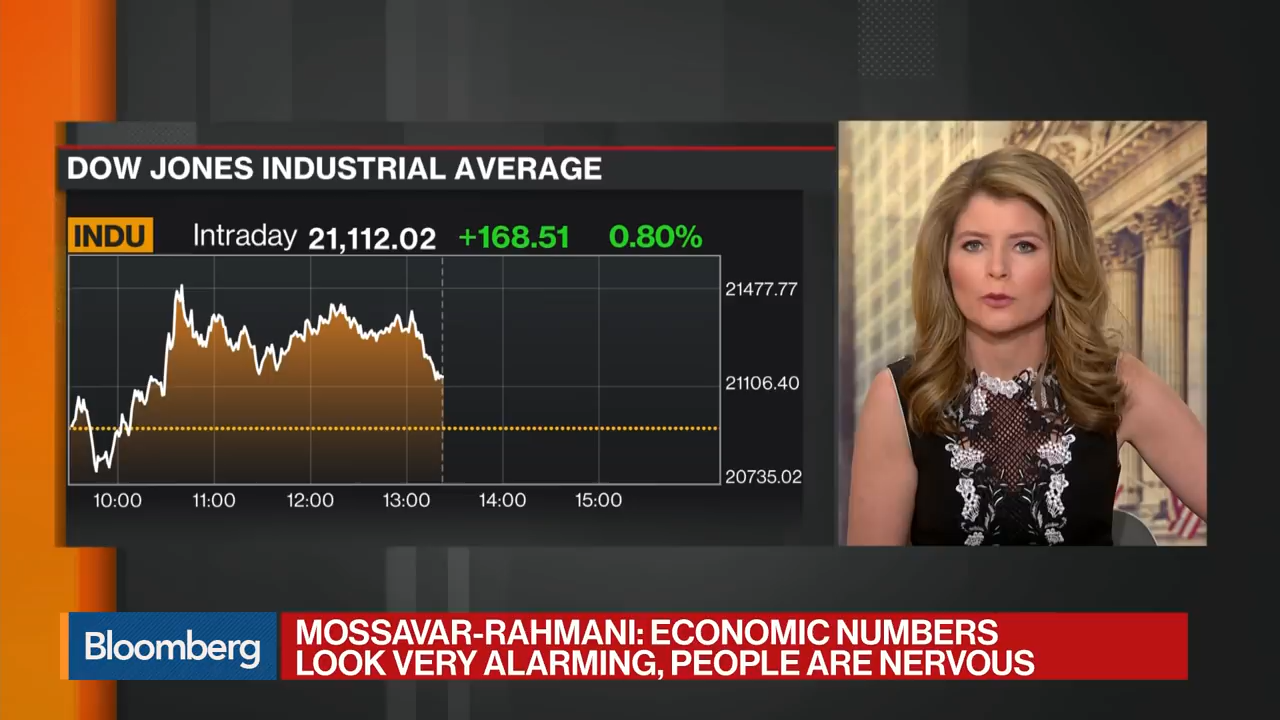 DOW JONES INDUSTRIAL AVERAGE
INDU Intraday 21,112.02 +168.51 0.80%
21477.77
21106.40
20735.02
10:00 11:00 12:00 13:00 14:00 15:00
Bloomberg
MOSSAVAR-RAHMANI: ECONOMIC NUMBERS
LOOK VERY ALARMING, PEOPLE ARE NERVOUS